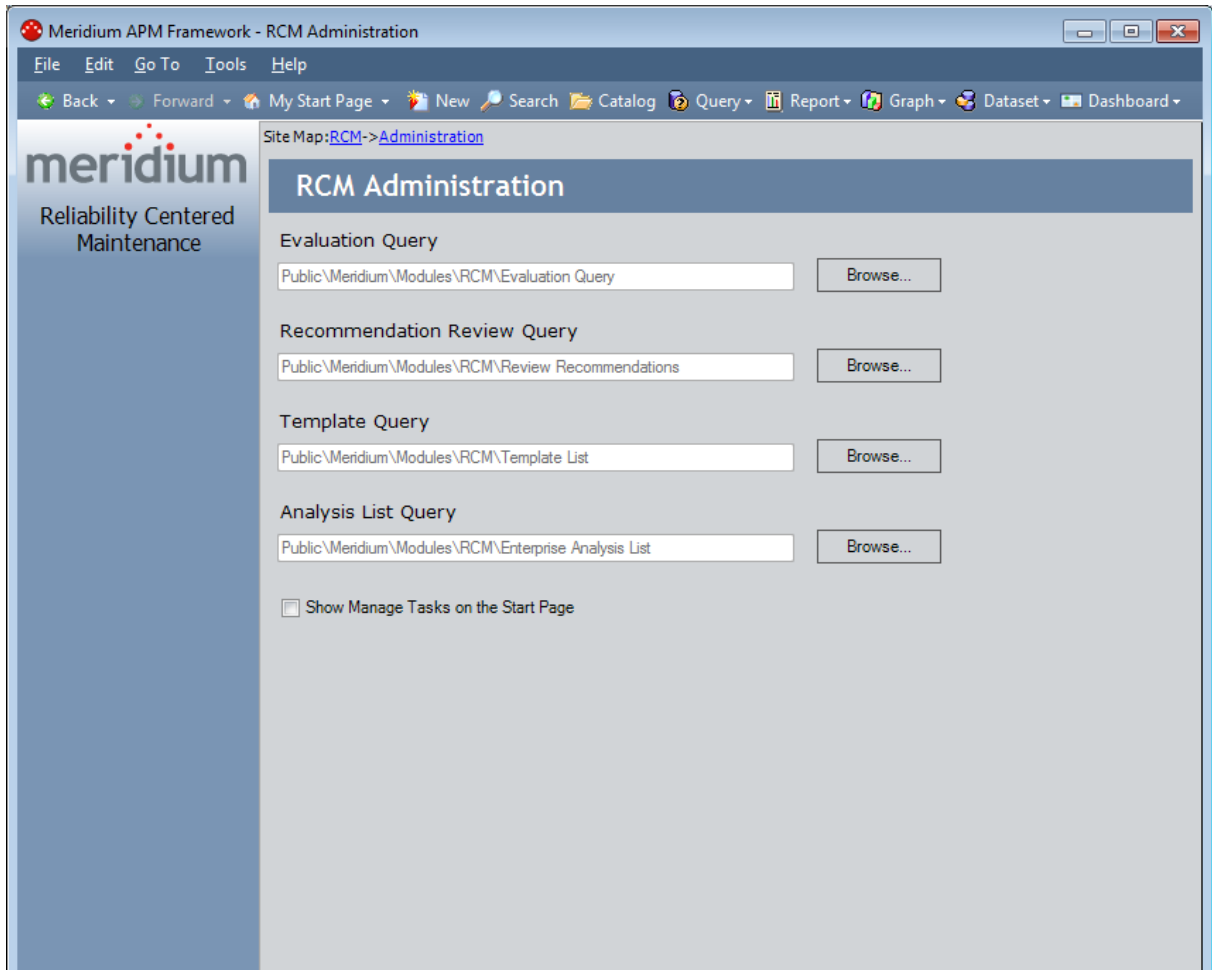 Meridium APM Framework - RCM Administration
File Edit Go To Tools Help
Back Forward My Start Page New Search Catalog Query Report Graph Dataset Dashboard
meridium
Reliability Centered
Maintenance
Site Map:RCM->Administration
RCM Administration
Evaluation Query
Public\Meridium\Modules\RCM\Evaluation Query Browse...
Recommendation Review Query
Public\Meridium\Modules\RCM\Review Recommendations Browse...
Template Query
Public\Meridium\Modules\RCM\Template List Browse...
Analysis List Query
Public\Meridium\Modules\RCM\Enterprise Analysis List Browse...
Show Manage Tasks on the Start Page